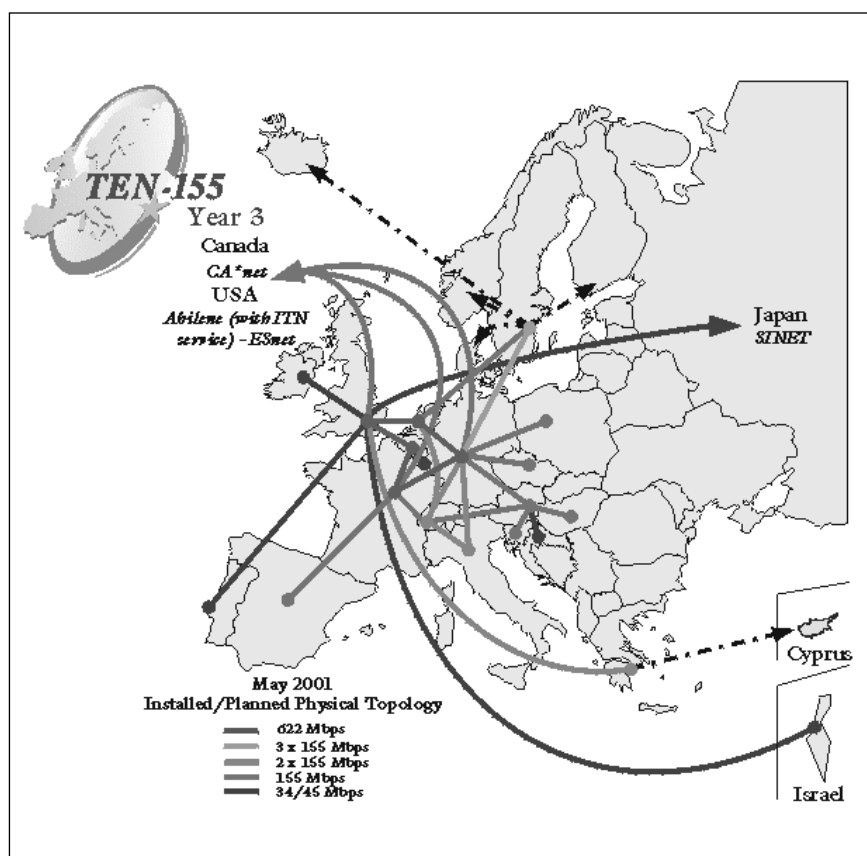 TEN-155
Year 3
Canada
CA*net
USA
Abilene (with ITN
service) - ESnet
Japan
SINET
Cyprus
May 2001
Installed/Planned Physical Topology
622 Mbps
3 x 155 Mbps
2 x 155 Mbps
155 Mbps
34/45 Mbps
Israel